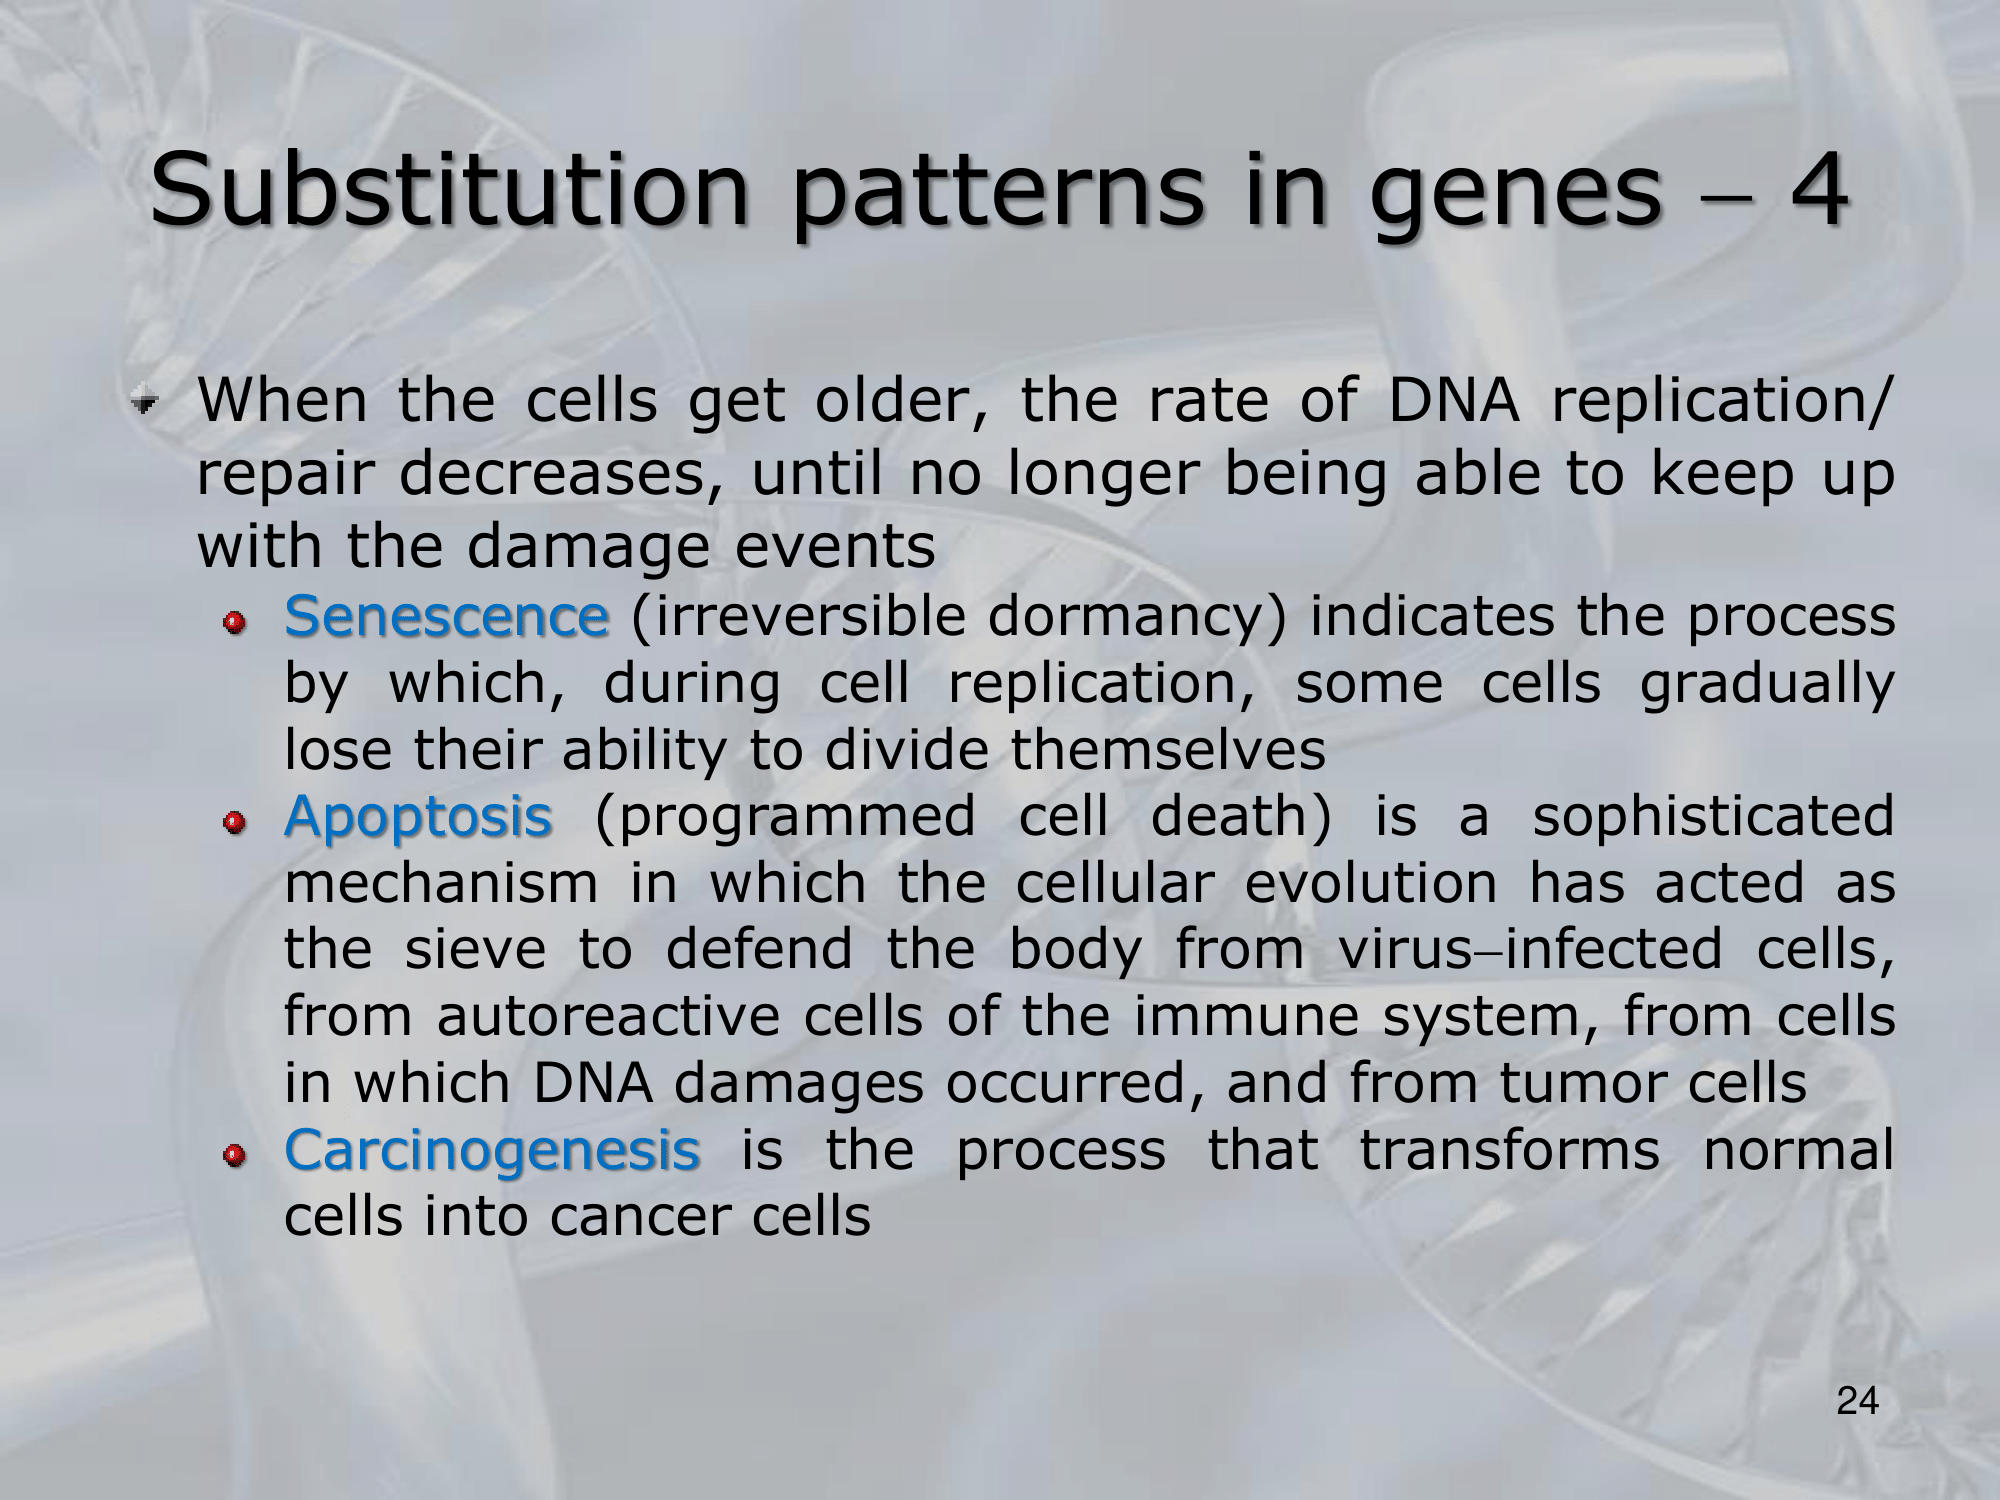 Substitution patterns in genes – 4
When the cells get older, the rate of DNA replication/
repair decreases, until no longer being able to keep up
with the damage events
Senescence (irreversible dormancy) indicates the process
by which, during cell replication, some cells gradually
lose their ability to divide themselves
Apoptosis (programmed cell death) is a sophisticated
mechanism in which the cellular evolution has acted as
the sieve to defend the body from virus–infected cells,
from autoreactive cells of the immune system, from cells
in which DNA damages occurred, and from tumor cells
Carcinogenesis is the process that transforms normal
cells into cancer cells
24